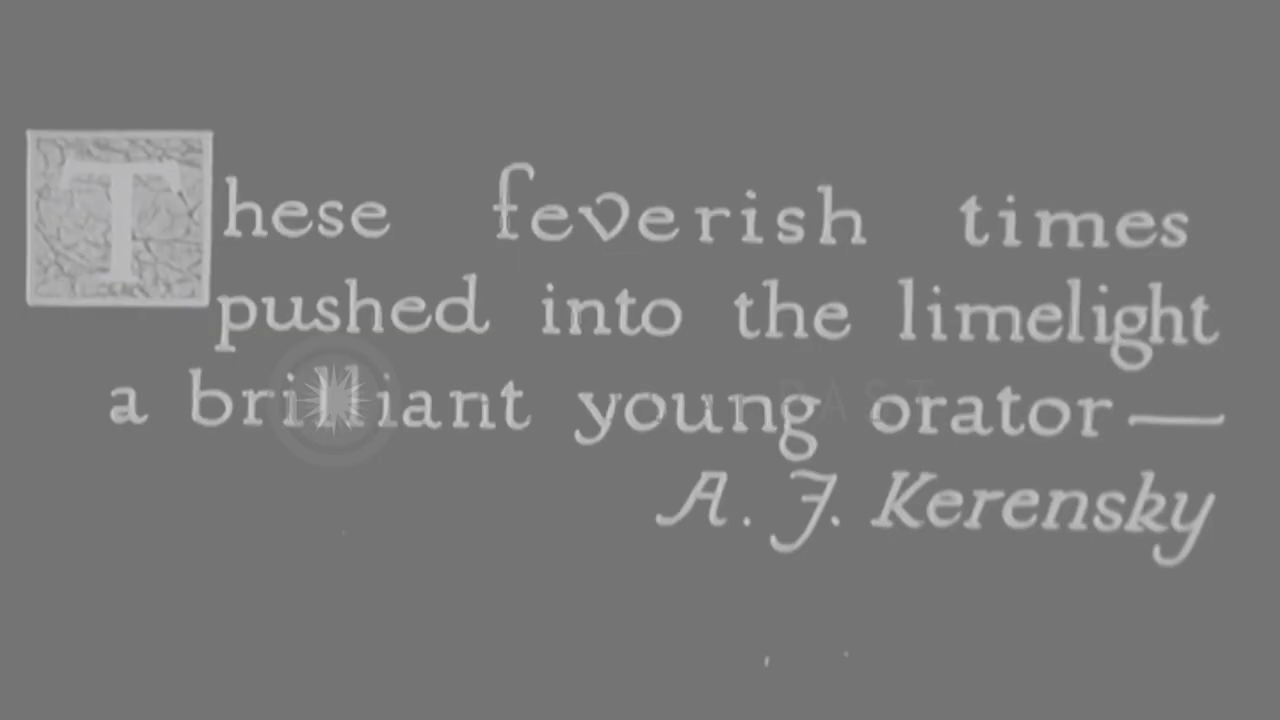 These feverish times
pushed into the limelight
a brilliant young orator—
A. J. Kerensky